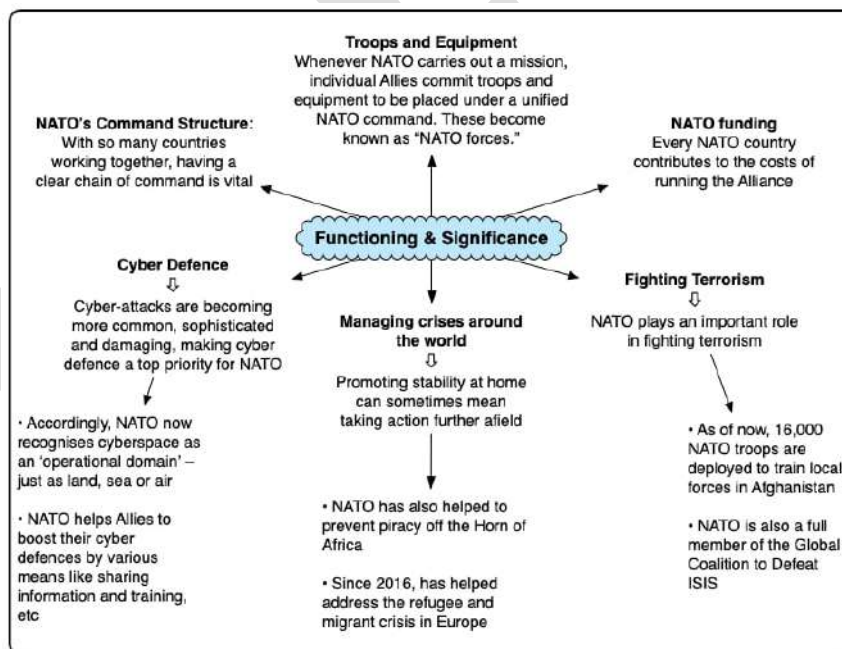 Troops and Equipment
Whenever NATO carries out a mission,
individual Allies commit troops and
equipment to be placed under a unified
NATO command. These become
known as “NATO forces.”
NATO's Command Structure:
With so many countries
working together, having a
clear chain of command is vital
NATO funding
Every NATO country
contributes to the costs of
running the Alliance
Functioning & Significance
Cyber Defence
Cyber-attacks are becoming
more common, sophisticated
and damaging, making cyber
defence a top priority for NATO
• Accordingly, NATO now
recognises cyberspace as
an ‘operational domain’ –
just as land, sea or air
• NATO helps Allies to
boost their cyber
defences by various
means like sharing
information and training,
etc
Managing crises around
the world
Promoting stability at home
can sometimes mean
taking action further afield
• NATO has also helped to
prevent piracy off the Horn of
Africa
• Since 2016, has helped
address the refugee and
migrant crisis in Europe
Fighting Terrorism
NATO plays an important role
in fighting terrorism
• As of now, 16,000
NATO troops are
deployed to train local
forces in Afghanistan
• NATO is also a full
member of the Global
Coalition to Defeat
ISIS